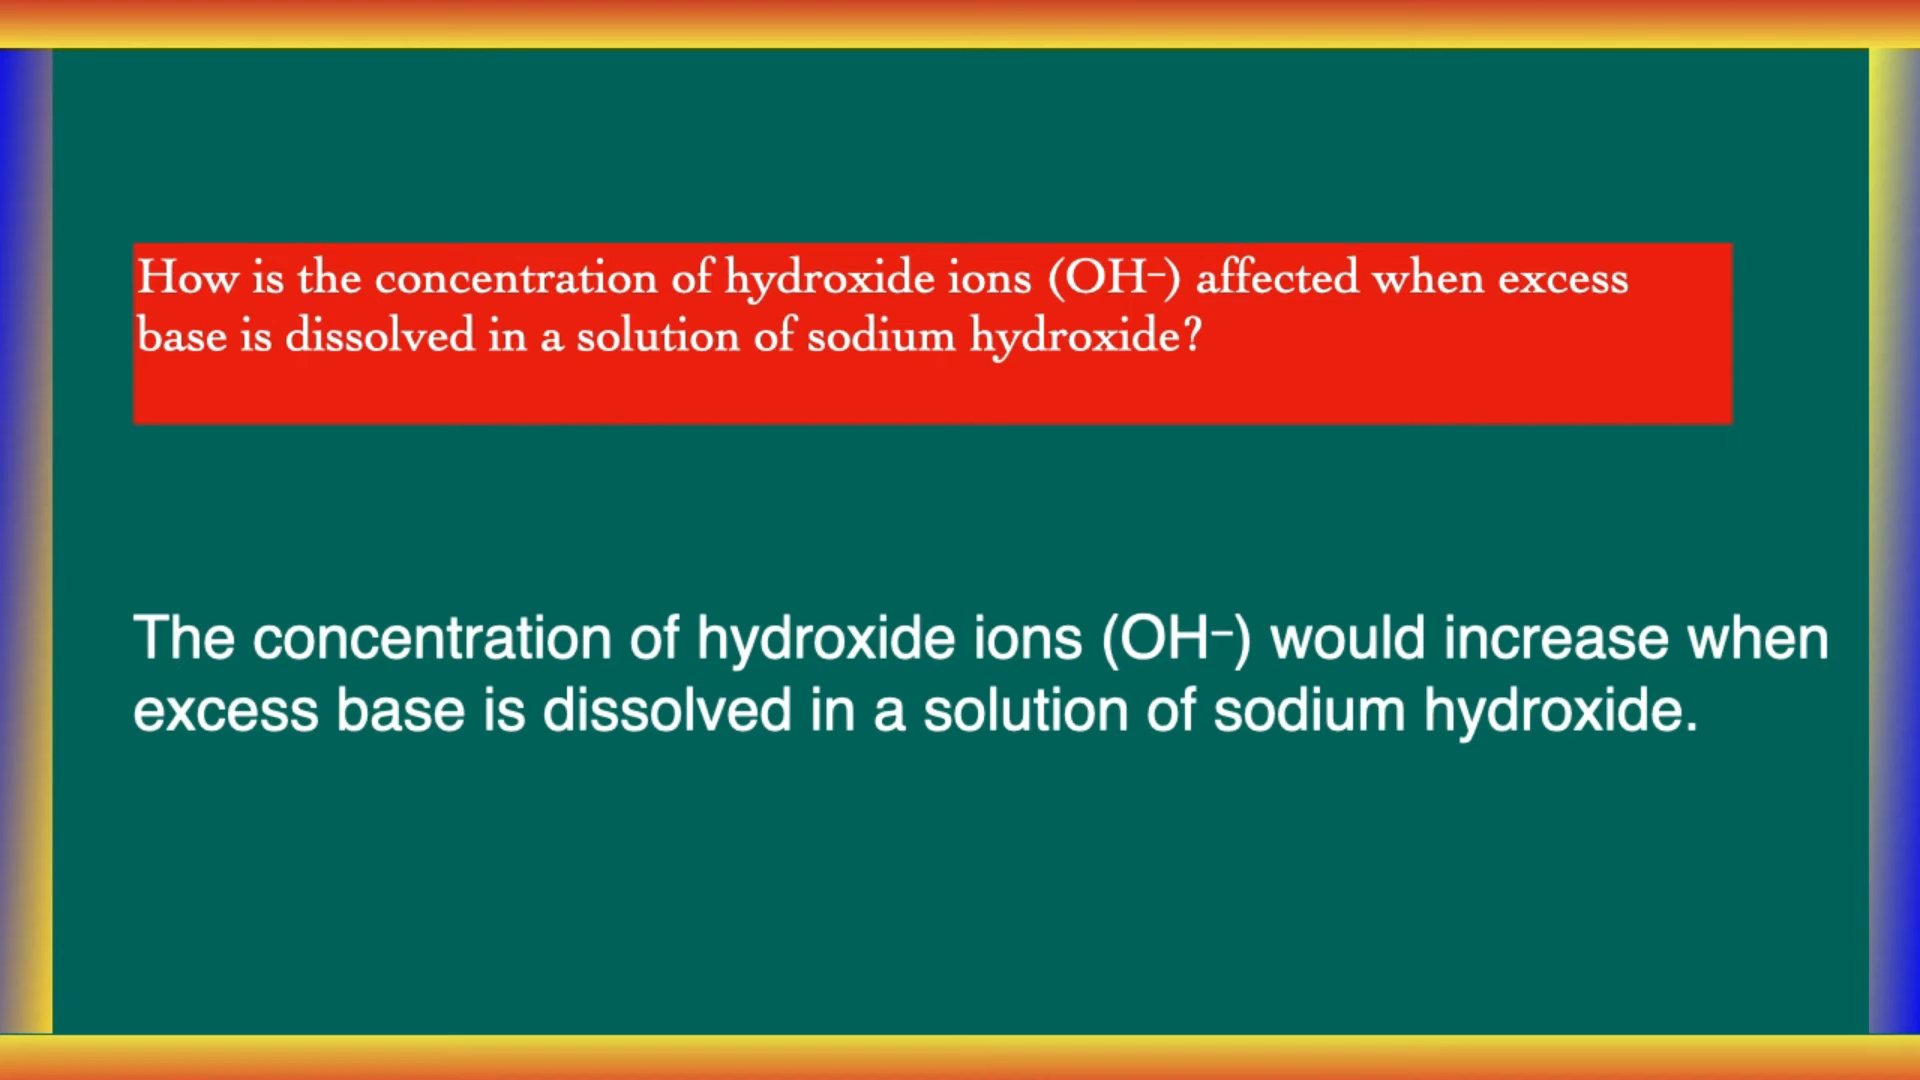 How is the concentration of hydroxide ions (OH–) affected when excess
base is dissolved in a solution of sodium hydroxide?
The concentration of hydroxide ions (OH–) would increase when
excess base is dissolved in a solution of sodium hydroxide.